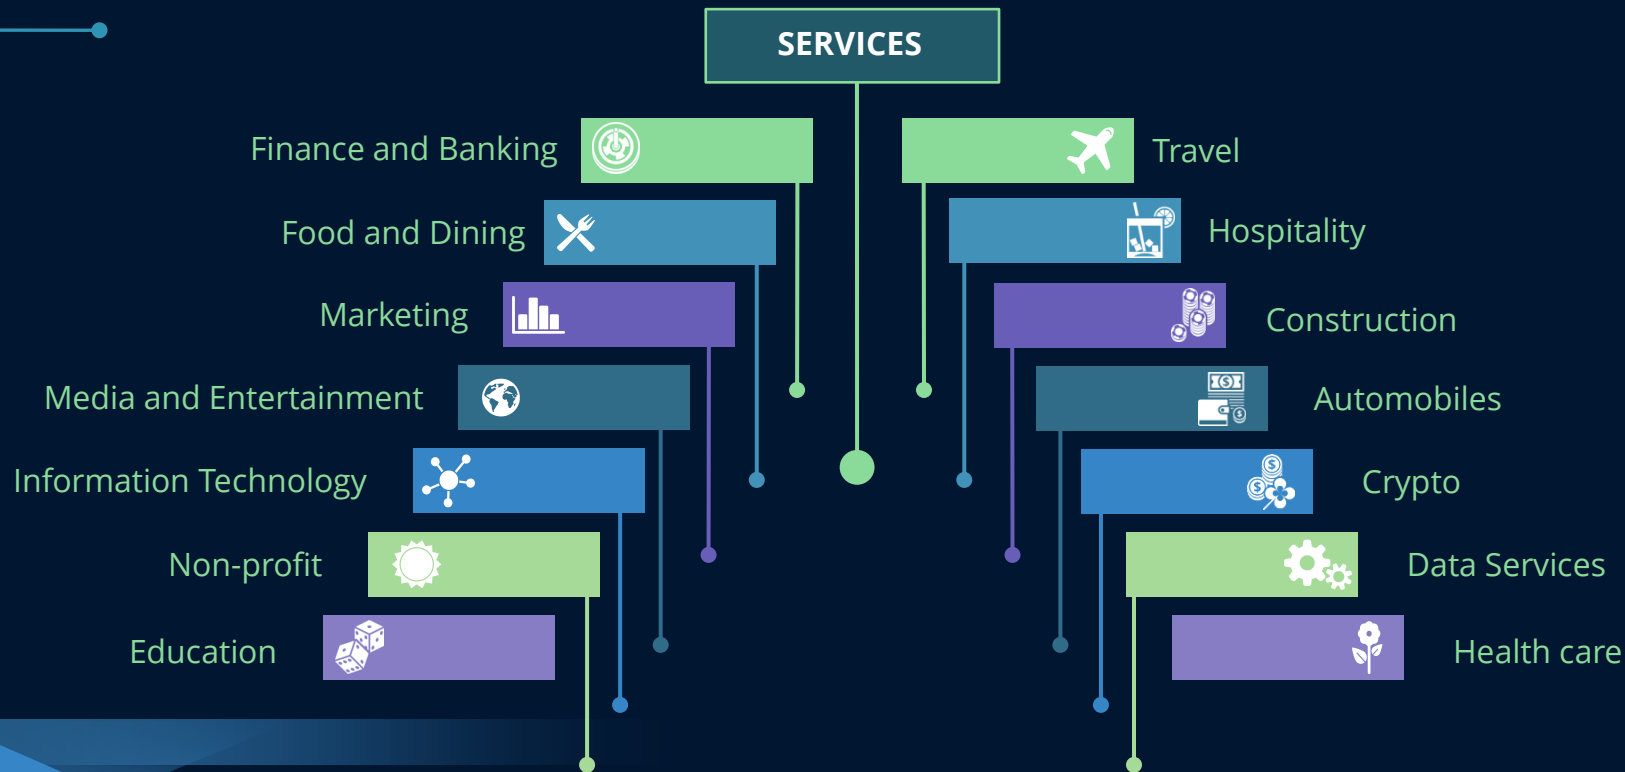 SERVICES
Finance and Banking
Food and Dining
Marketing
Media and Entertainment
Information Technology
Non-profit
Education
Travel
Hospitality
Construction
Automobiles
Crypto
Data Services
Health care